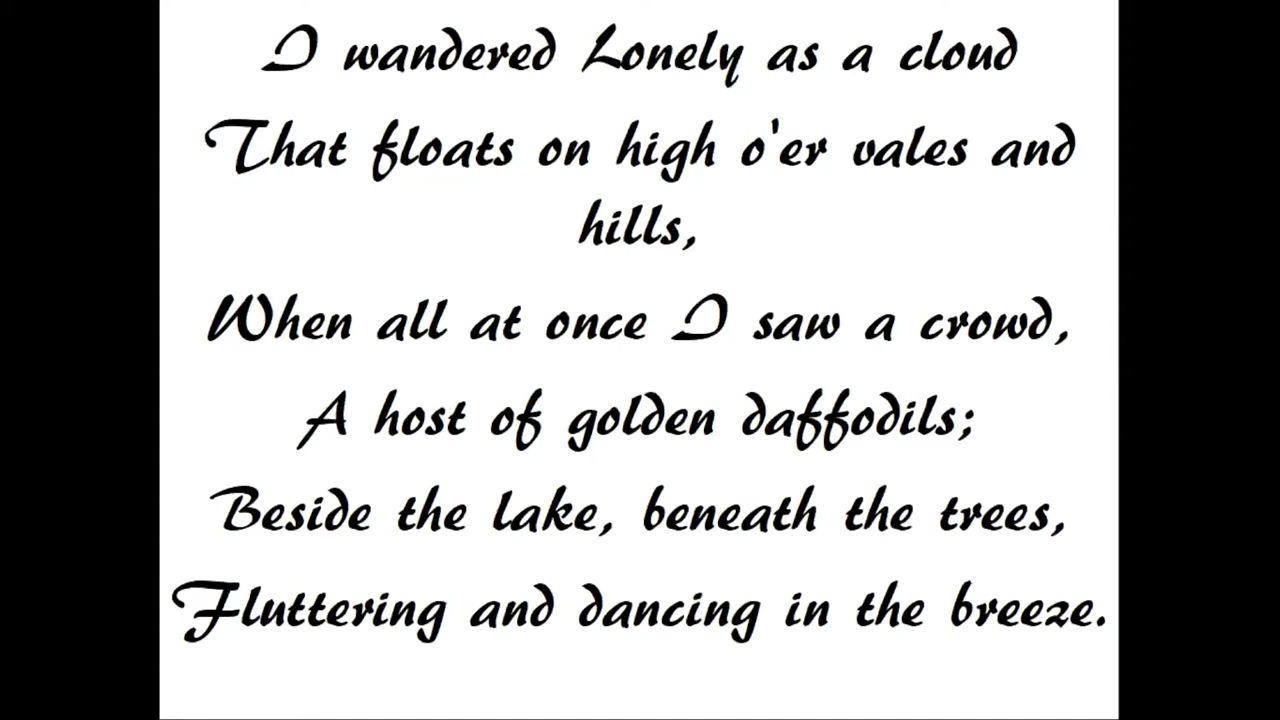 I wandered Lonely as a cloud
That floats on high o'er vales and
hills,
When all at once I saw a crowd,
A host of golden daffodils;
Beside the lake, beneath the trees,
Fluttering and dancing in the breeze.